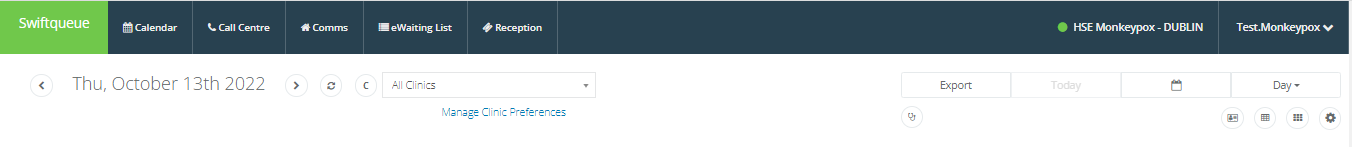 Swiftqueue Calendar Call Centre Comms eWaiting List Reception HSE Monkeypox - DUBLIN Test.Monkeypox
Thu, October 13th 2022 C All Clinics Export Today Day
Manage Clinic Preferences